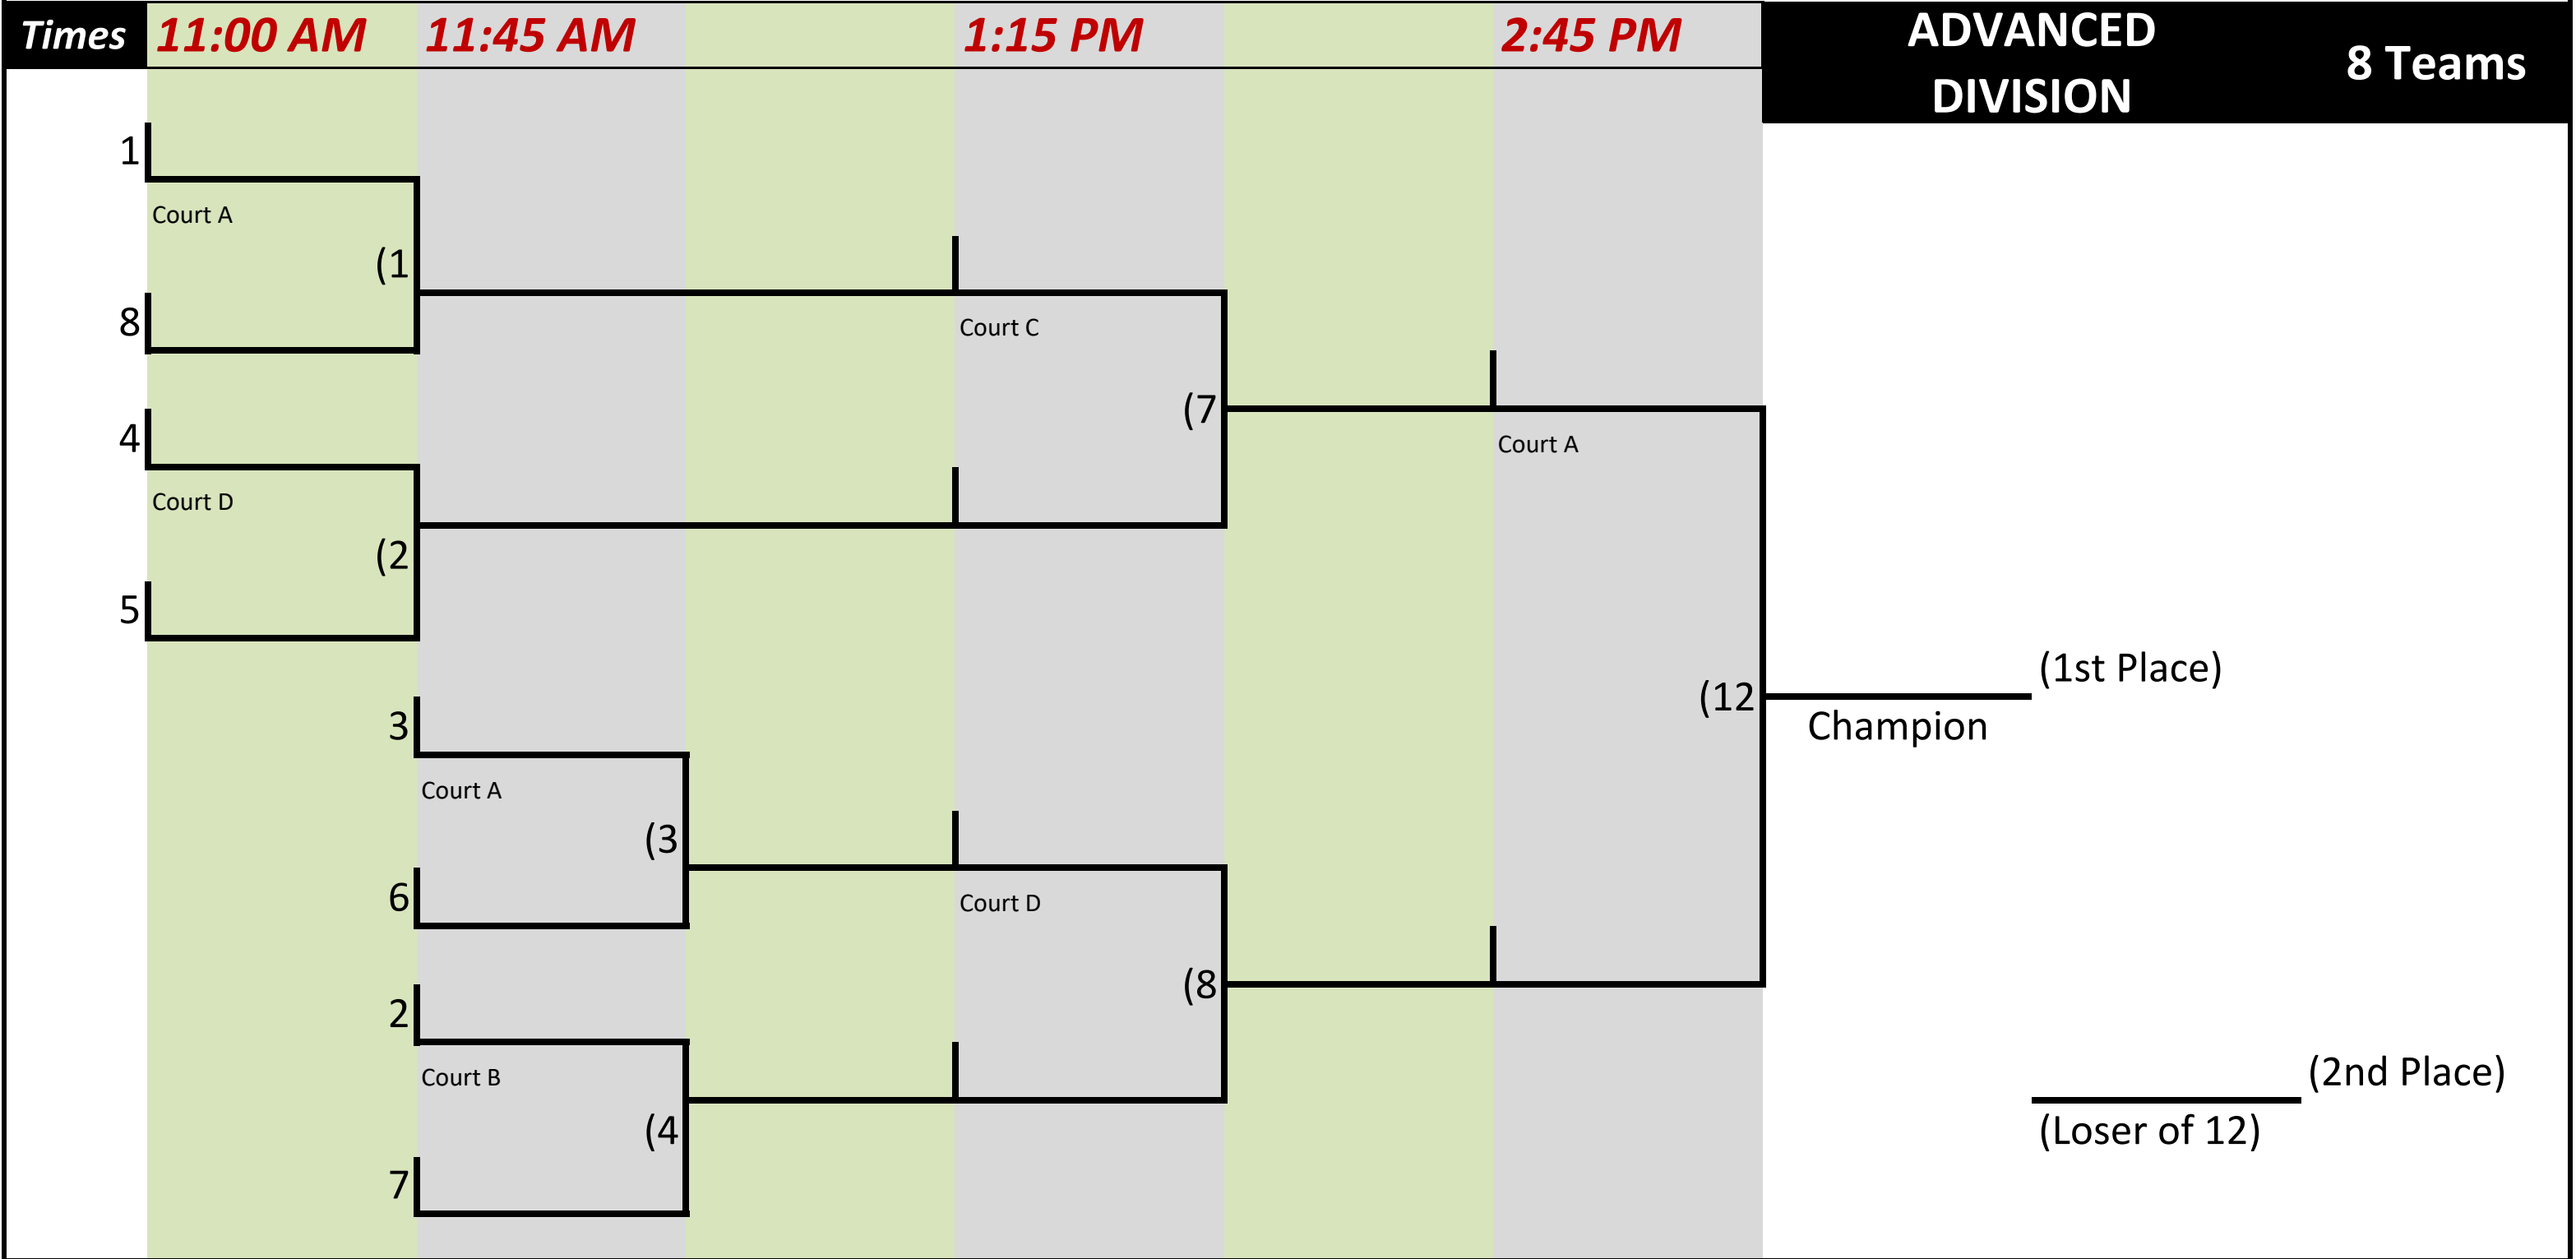 Times 11:00 AM 11:45 AM 1:15 PM 2:45 PM
ADVANCED
DIVISION
8 Teams
1
Court A
(1
8
Court C
4
(7
Court A
Court D
(2
5
(1st Place)
3
(12
Champion
Court A
(3
6
Court D
2
(8
Court B
(2nd Place)
(4
(Loser of 12)
7